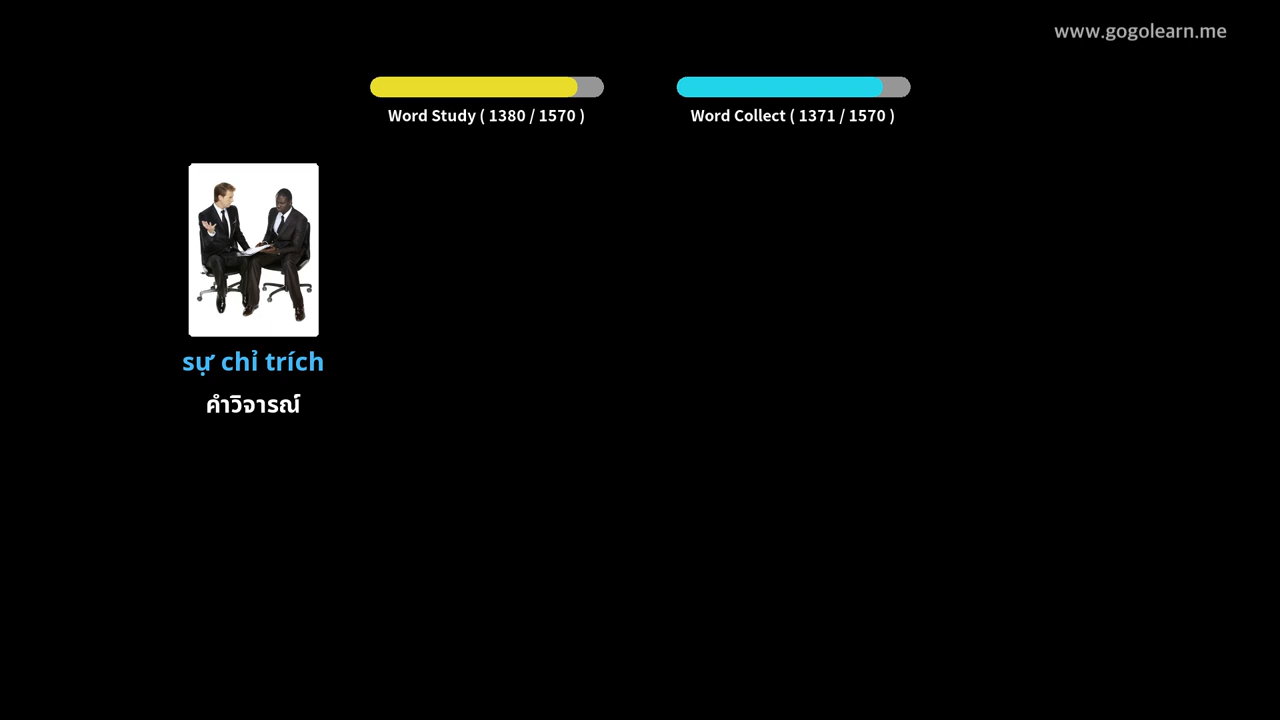 www.gogolearn.me
Word Study ( 1380 / 1570 )
Word Collect ( 1371 / 1570 )
sự chỉ trích
คำวิจารณ์